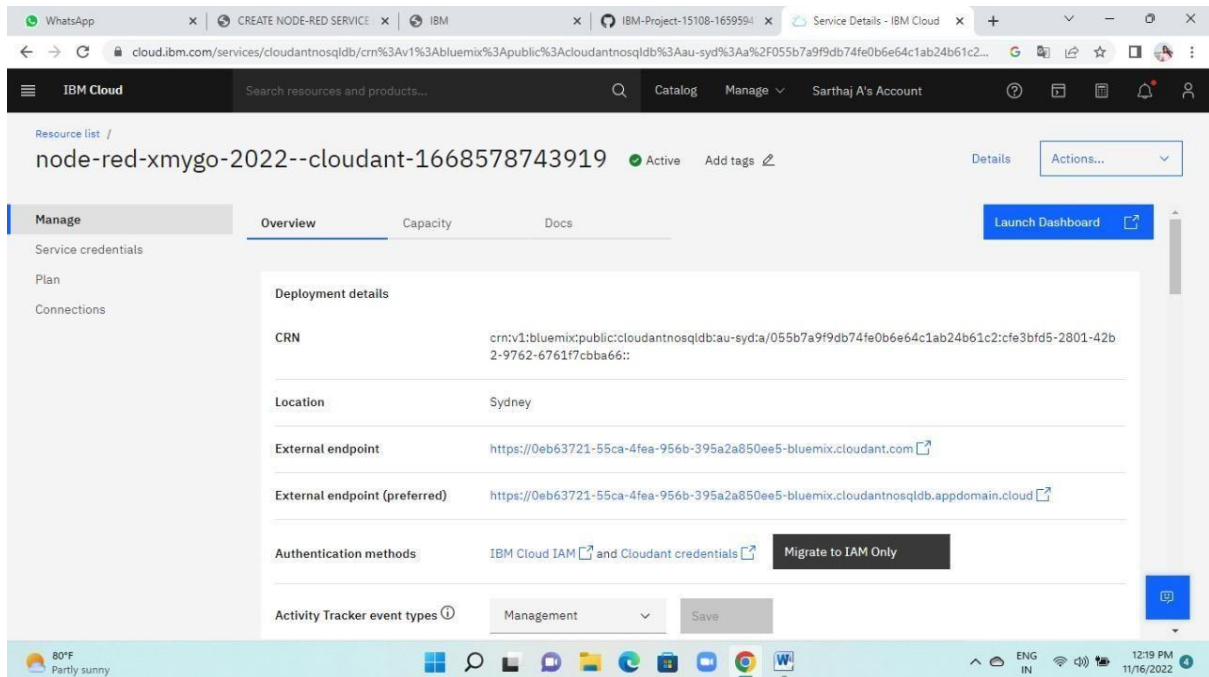 WhatsApp
CREATE NODE-RED SERVICE
IBM
IBM-Project-15108-1659594
Service Details - IBM Cloud
cloud.ibm.com/services/cloudantnosqldb/crn%3Av1%3Abluemix%3Apublic%3Acloudantnosqldb%3Aau-syd%3Aa%2F055b7a9f9db74fe0b6e64c1ab24b61c2...
IBM Cloud
Search resources and products...
Catalog
Manage
Sarthaj A's Account
Resource list /
node-red-xmygo-2022--cloudant-1668578743919
Active
Add tags
Details
Actions...
Manage
Service credentials
Plan
Connections
Overview
Capacity
Docs
Launch Dashboard
Deployment details
CRN
crn:v1:bluemix:public:cloudantnosqldb:au-syd:a/055b7a9f9db74fe0b6e64c1ab24b61c2:cfe3bfd5-2801-42b
2-9762-6761f7cbba66::
Location
Sydney
External endpoint
https://0eb63721-55ca-4fea-956b-395a2a850ee5-bluemix.cloudant.com
External endpoint (preferred)
https://0eb63721-55ca-4fea-956b-395a2a850ee5-bluemix.cloudantnosqldb.appdomain.cloud
Authentication methods
IBM Cloud IAM and Cloudant credentials
Migrate to IAM Only
Activity Tracker event types
Management
Save
80°F
Partly sunny
ENG
IN
12:19 PM
11/16/2022
4